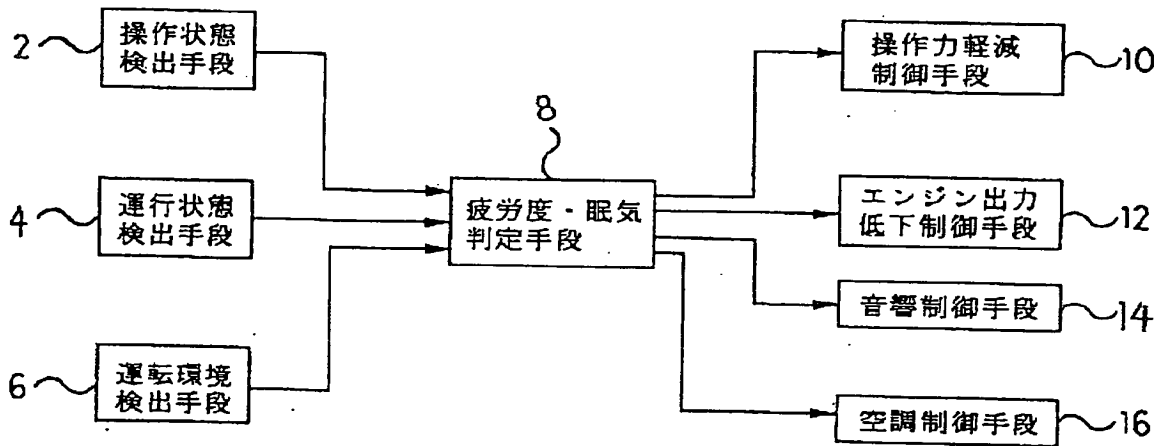 2
操作状態
検出手段
4
運行状態
検出手段
6
運転環境
検出手段
8
疲労度・眠気
判定手段
操作力軽減
制御手段
10
エンジン出力
低下制御手段
12
音響制御手段
14
空調制御手段
16